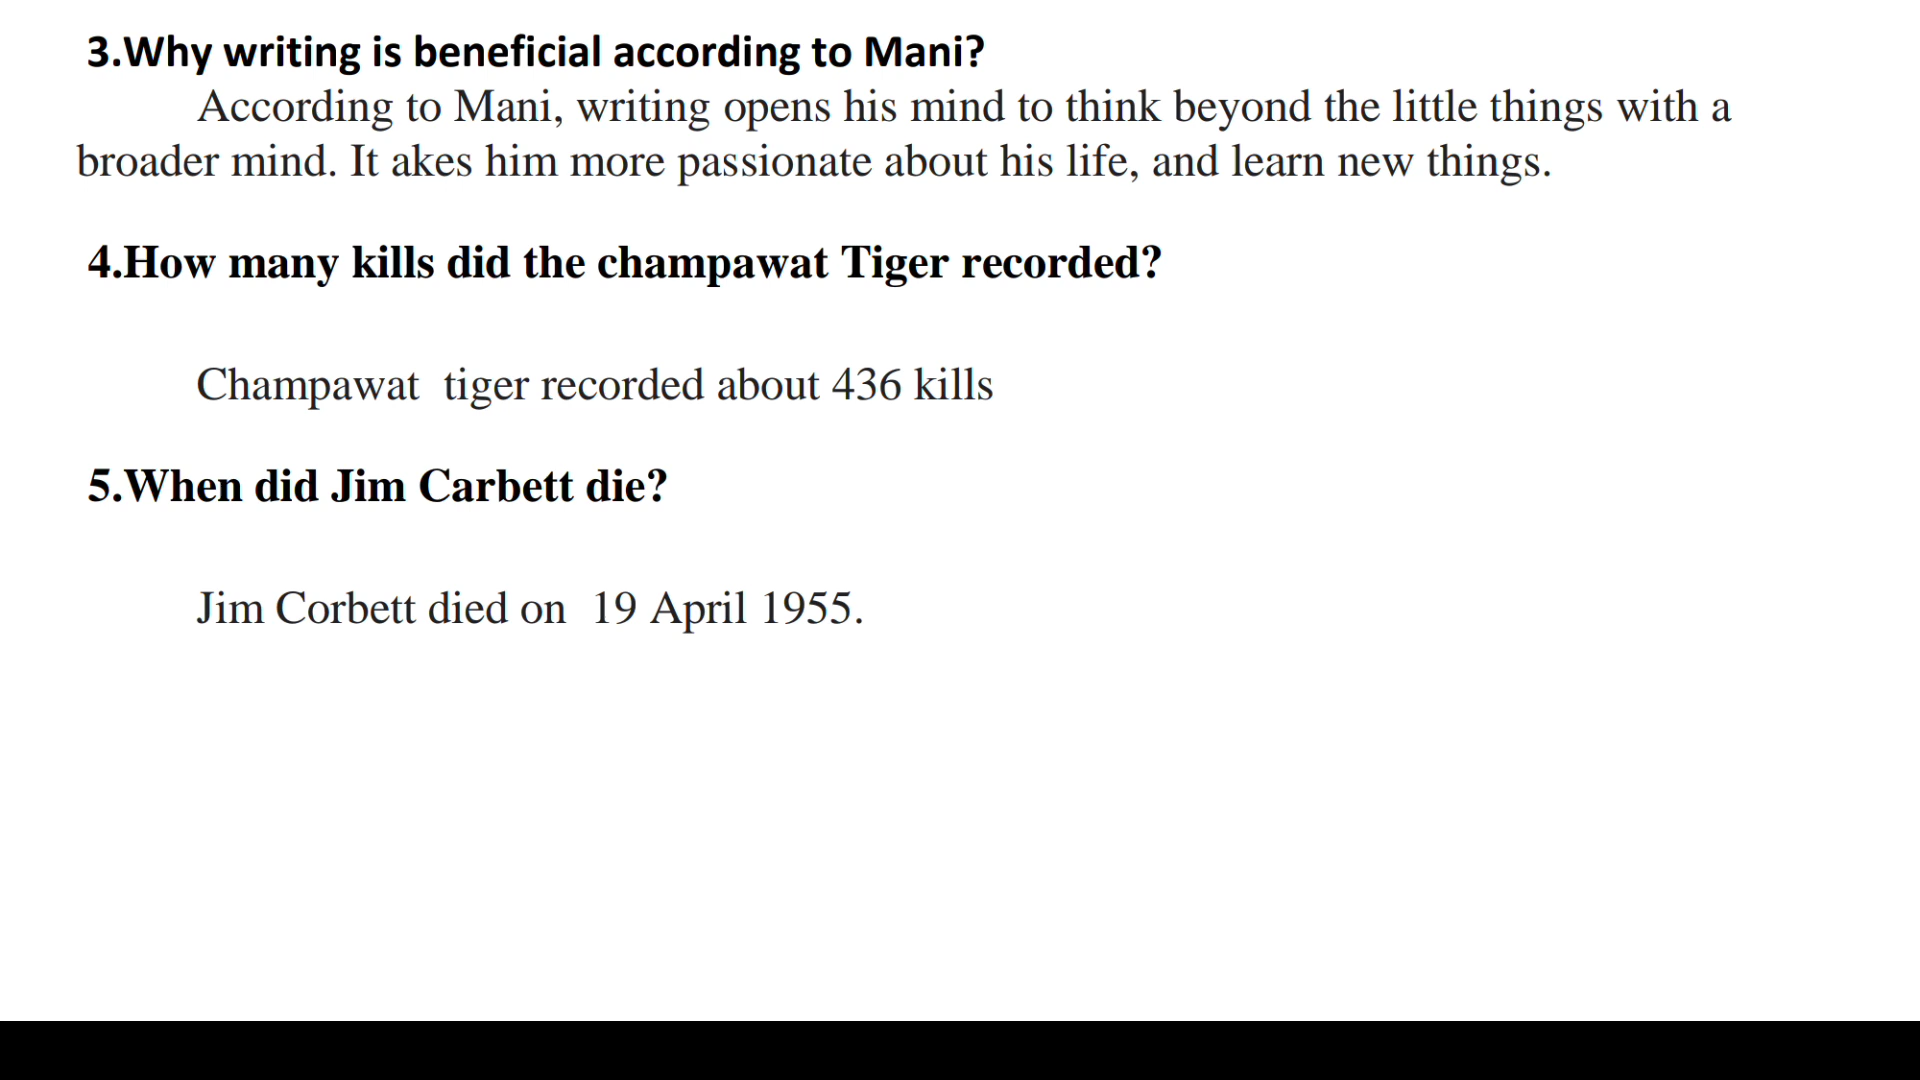 3.Why writing is beneficial according to Mani?
According to Mani, writing opens his mind to think beyond the little things with a
broader mind. It akes him more passionate about his life, and learn new things.
4.How many kills did the champawat Tiger recorded?
Champawat  tiger recorded about 436 kills
5.When did Jim Carbett die?
Jim Corbett died on  19 April 1955.